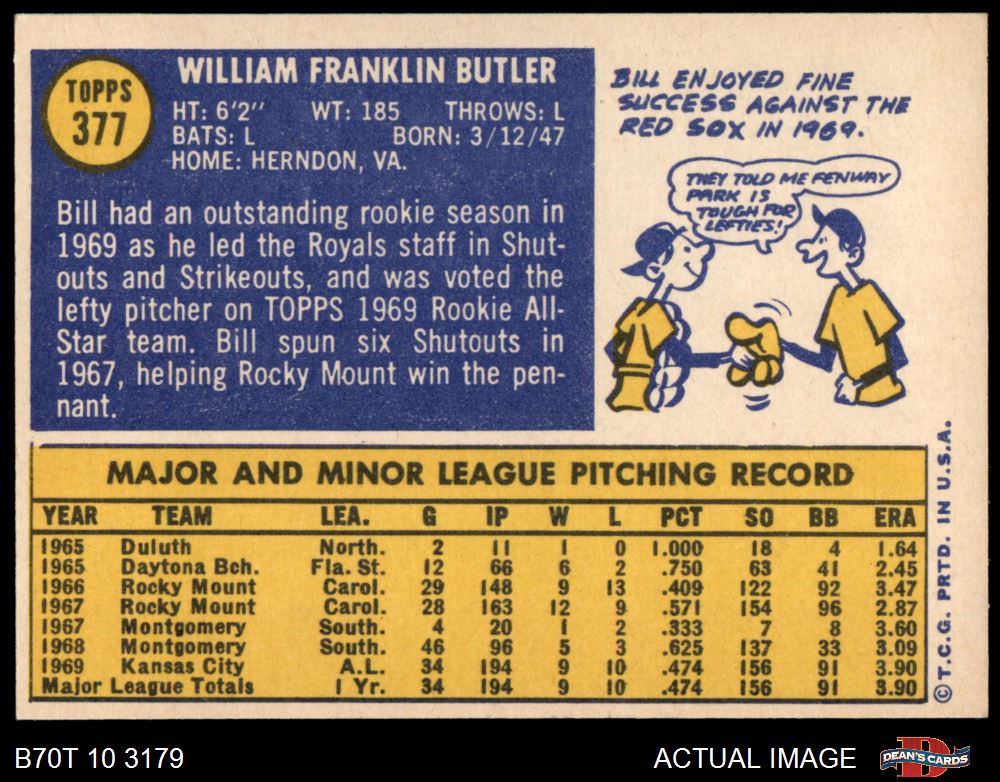 TOPPS
377
WILLIAM FRANKLIN BUTLER
HT: 6'2" WT: 185 THROWS: L
BATS: L BORN: 3/12/47
HOME: HERNDON, VA.
Bill had an outstanding rookie season in
1969 as he led the Royals staff in Shut-
outs and Strikeouts, and was voted the
lefty pitcher on TOPPS 1969 Rookie All-
Star team. Bill spun six Shutouts in
1967, helping Rocky Mount win the pen-
nant.
BILL ENJOYED FINE
SUCCESS AGAINST THE
RED SOX IN 1969.
THEY TOLD ME FENWAY
PARK IS
TOUGH FOR
LEFTIES!
MAJOR AND MINOR LEAGUE PITCHING RECORD
YEAR TEAM LEA. G IP W L PCT SO BB ERA
1965 Duluth North. 2 11 1 0 1.000 18 4 1.64
1965 Daytona Bch. Fla. St. 12 66 6 2 .750 63 41 2.45
1966 Rocky Mount Carol. 29 148 9 13 .409 122 92 3.47
1967 Rocky Mount Carol. 28 163 12 9 .571 154 96 2.87
1967 Montgomery South. 4 20 1 2 .333 7 8 3.60
1968 Montgomery South. 46 96 5 3 .625 137 33 3.09
1969 Kansas City A.L. 34 194 9 10 .474 156 91 3.90
Major League Totals 1 Yr. 34 194 9 10 .474 156 91 3.90
© T.C.G. PRTD. IN U.S.A.
B70T 10 3179
ACTUAL IMAGE
DEAN'S CARDS